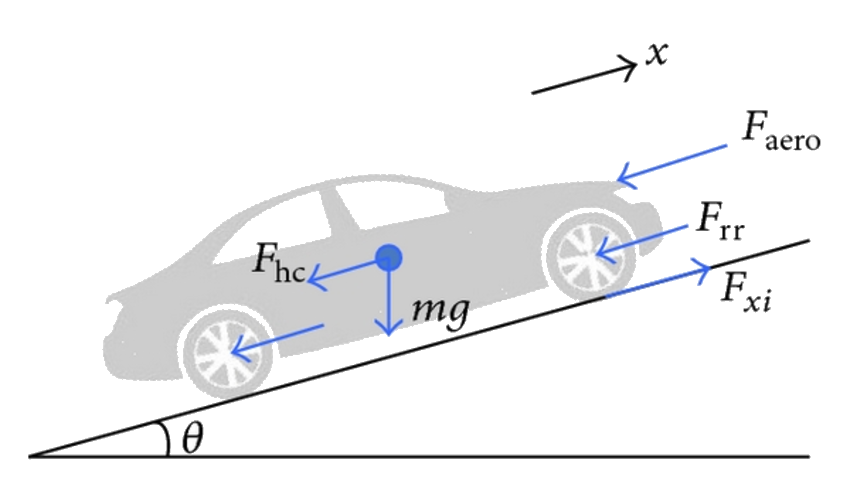 x
F_aero
F_rr
F_hc
mg
F_xi
θ